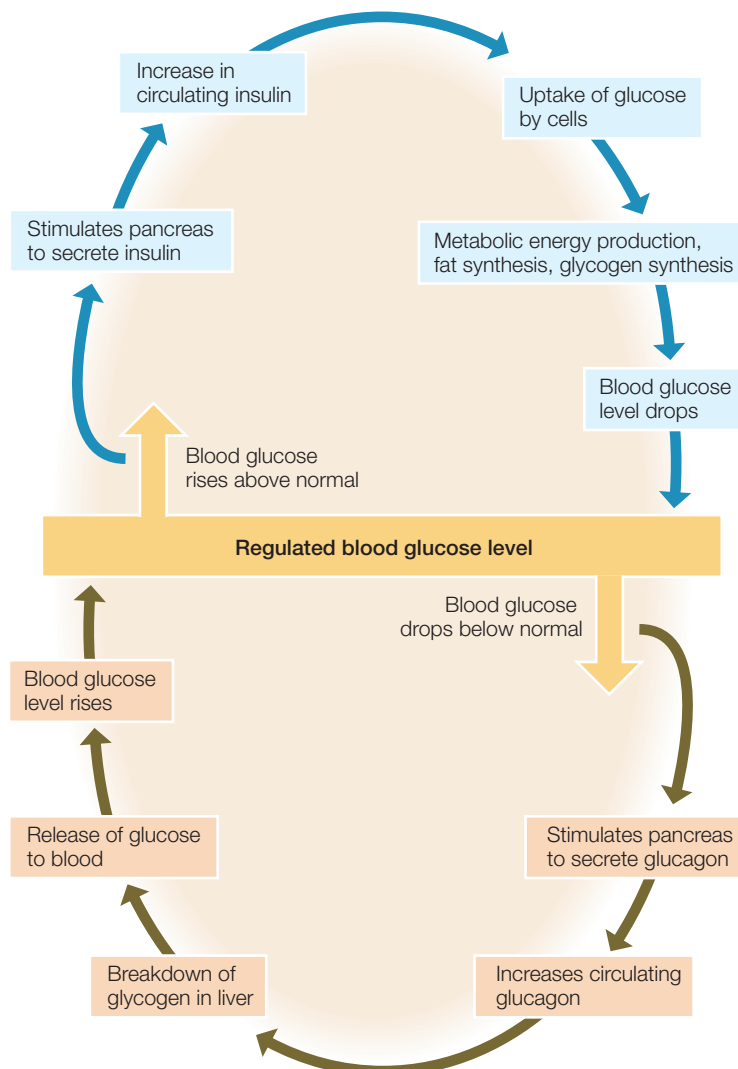 Increase in
circulating insulin
Uptake of glucose
by cells
Stimulates pancreas
to secrete insulin
Metabolic energy production,
fat synthesis, glycogen synthesis
Blood glucose
level drops
Blood glucose
rises above normal
Regulated blood glucose level
Blood glucose
drops below normal
Blood glucose
level rises
Release of glucose
to blood
Stimulates pancreas
to secrete glucagon
Breakdown of
glycogen in liver
Increases circulating
glucagon